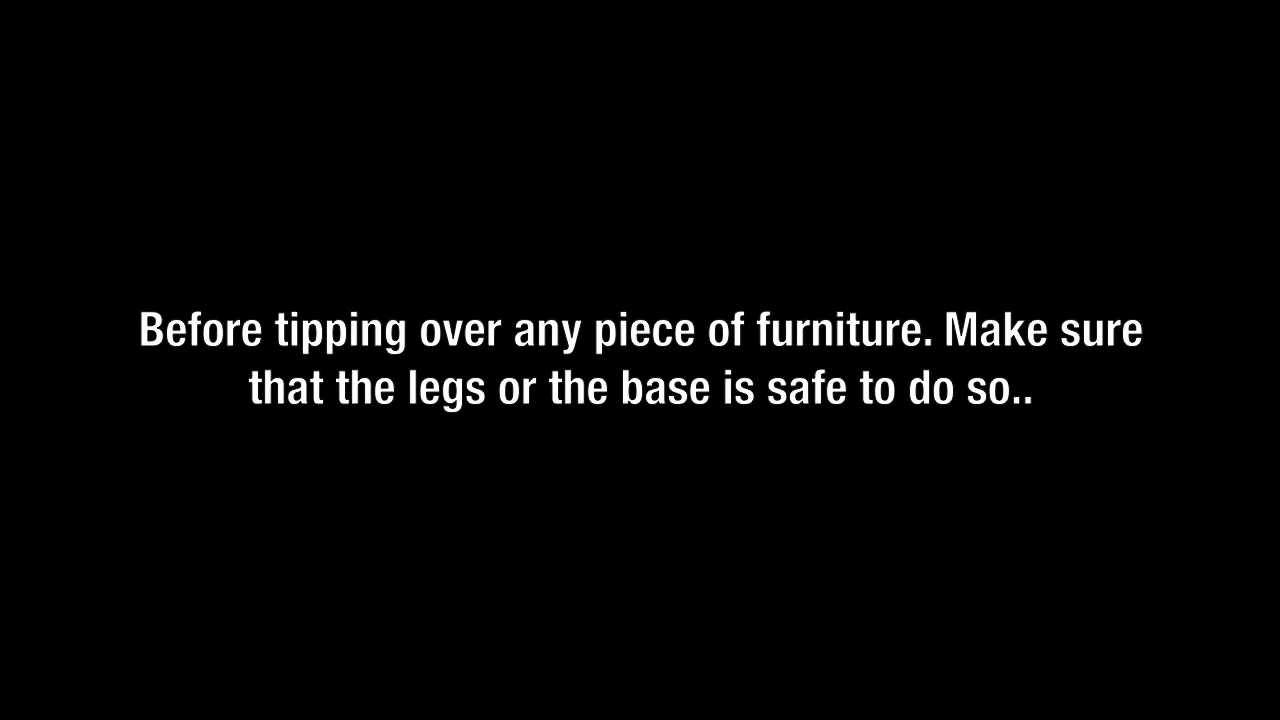 Before tipping over any piece of furniture. Make sure
that the legs or the base is safe to do so..